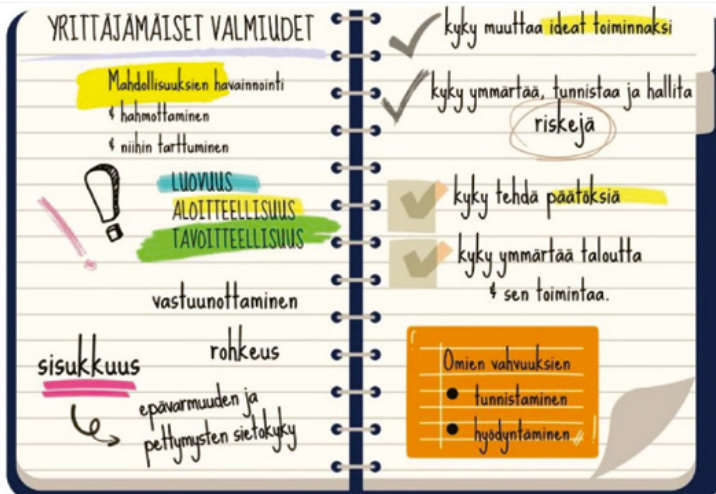 YRITTÄJÄMÄISET VALMIUDET
Mahdollisuuksien havainnointi
& hahmottaminen
& niihin tarttuminen
LUOVUUS
ALOITTEELLISUUS
TAVOITTEELLISUUS
vastuunottaminen
rohkeus
sisukkuus
epävarmuuden ja
pettymysten sietokyky
kyky muuttaa ideat toiminnaksi
kyky ymmärtää, tunnistaa ja hallita
riskejä
kyky tehdä päätöksiä
kyky ymmärtää taloutta
& sen toimintaa.
Omien vahvuuksien
tunnistaminen
hyödyntäminen